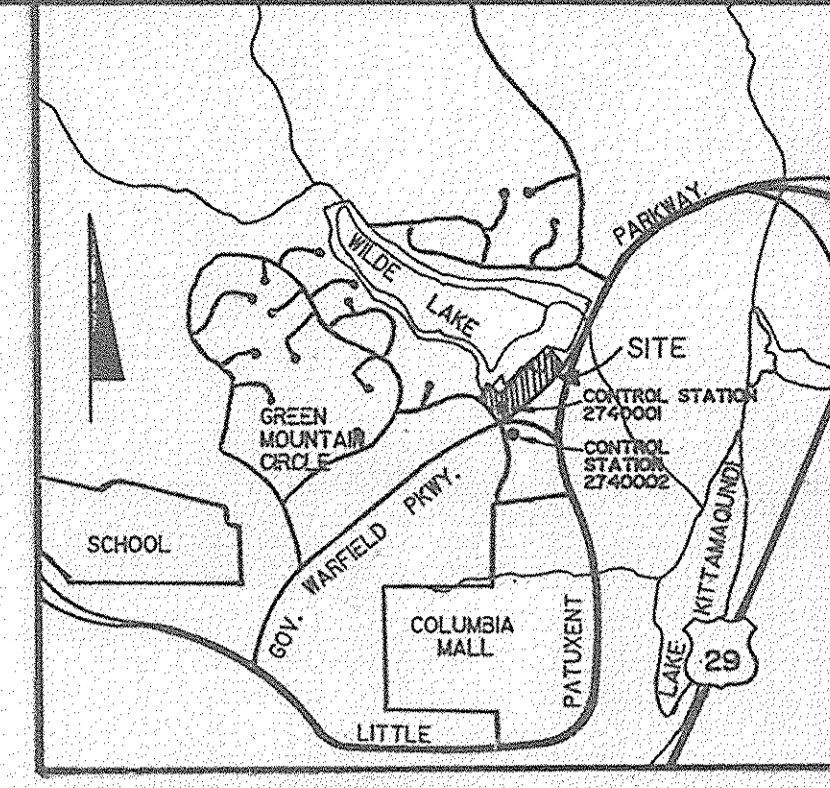 PARKWAY
WILDE
LAKE
SITE
CONTROL STATION
2740001
CONTROL
STATION
2740002
GREEN
MOUNTAIN
CIRCLE
SCHOOL
GOV. WARFIELD PKWY.
COLUMBIA
MALL
LITTLE
PATUXENT
LAKE KITTAMAQUNDI
29